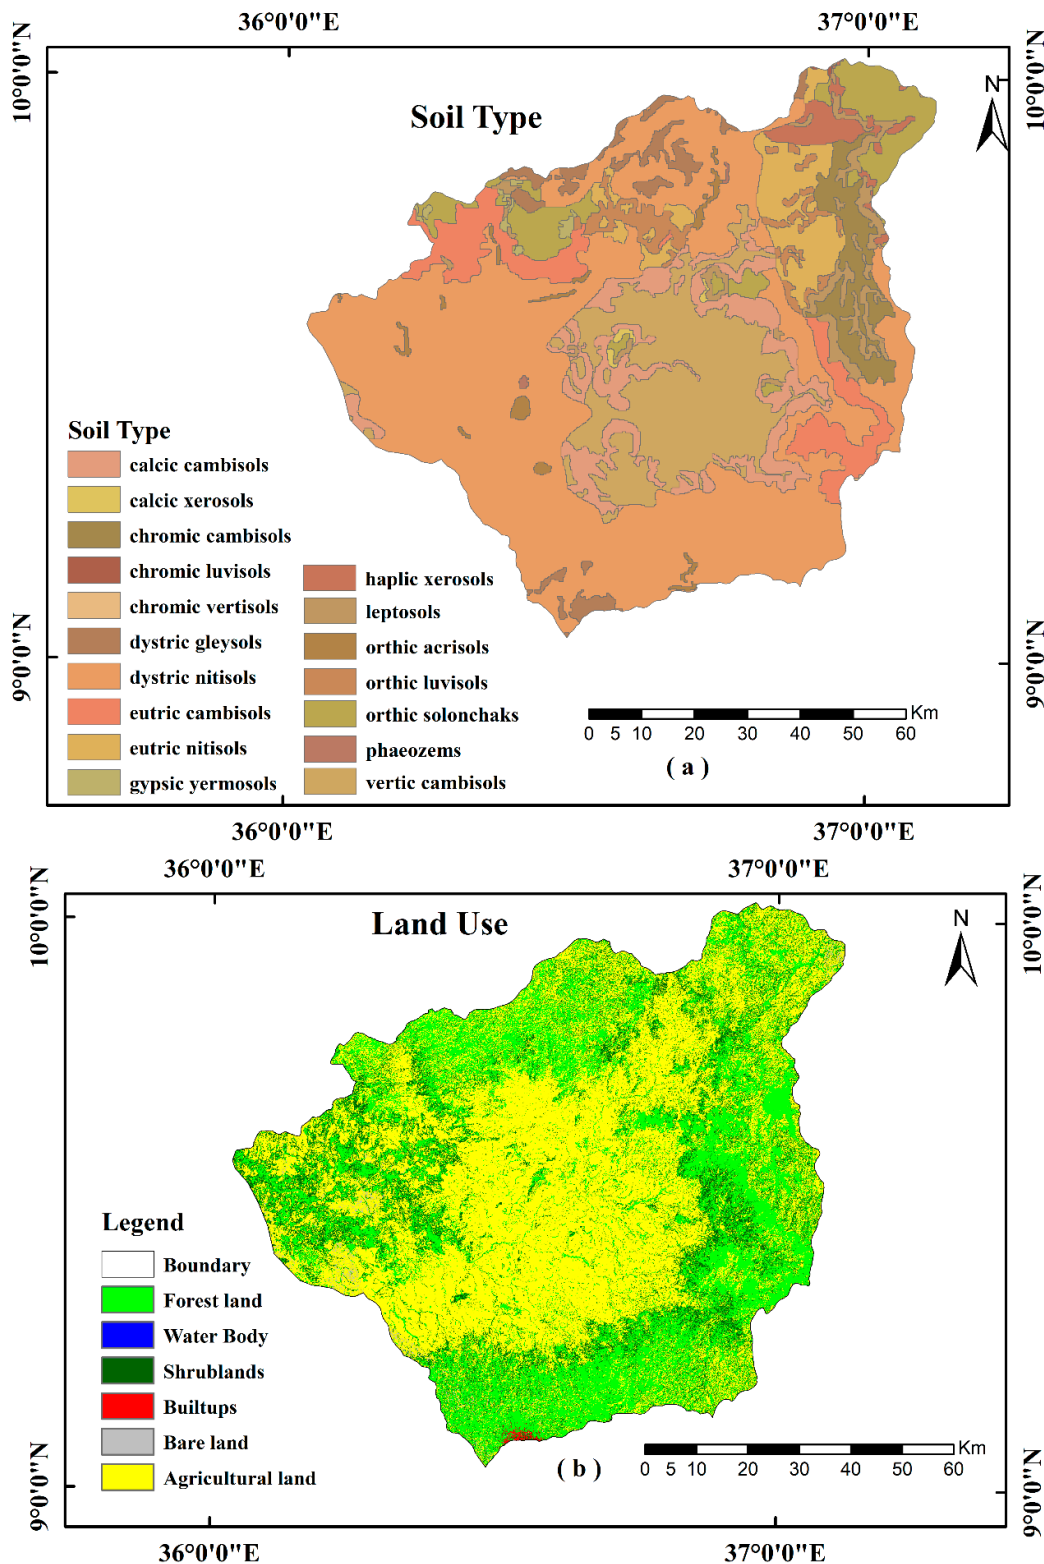 36°0'0"E 37°0'0"E
10°0'0"N 10°0'0"N
Soil Type
N
Soil Type
calcic cambisols
calcic xerosols
chromic cambisols
chromic luvisols
chromic vertisols
dystric gleysols
dystric nitisols
eutric cambisols
eutric nitisols
gypsic yermosols
haplic xerosols
leptosols
orthic acrisols
orthic luvisols
orthic solonchaks
phaeozems
vertic cambisols
9°0'0"N 9°0'0"N
Km
0 5 10 20 30 40 50 60
( a )
36°0'0"E 37°0'0"E
36°0'0"E 37°0'0"E
10°0'0"N 10°0'0"N
Land Use
N
Legend
Boundary
Forest land
Water Body
Shrublands
Builtups
Bare land
Agricultural land
Km
0 5 10 20 30 40 50 60
( b )
9°0'0"N 9°0'0"N
36°0'0"E 37°0'0"E